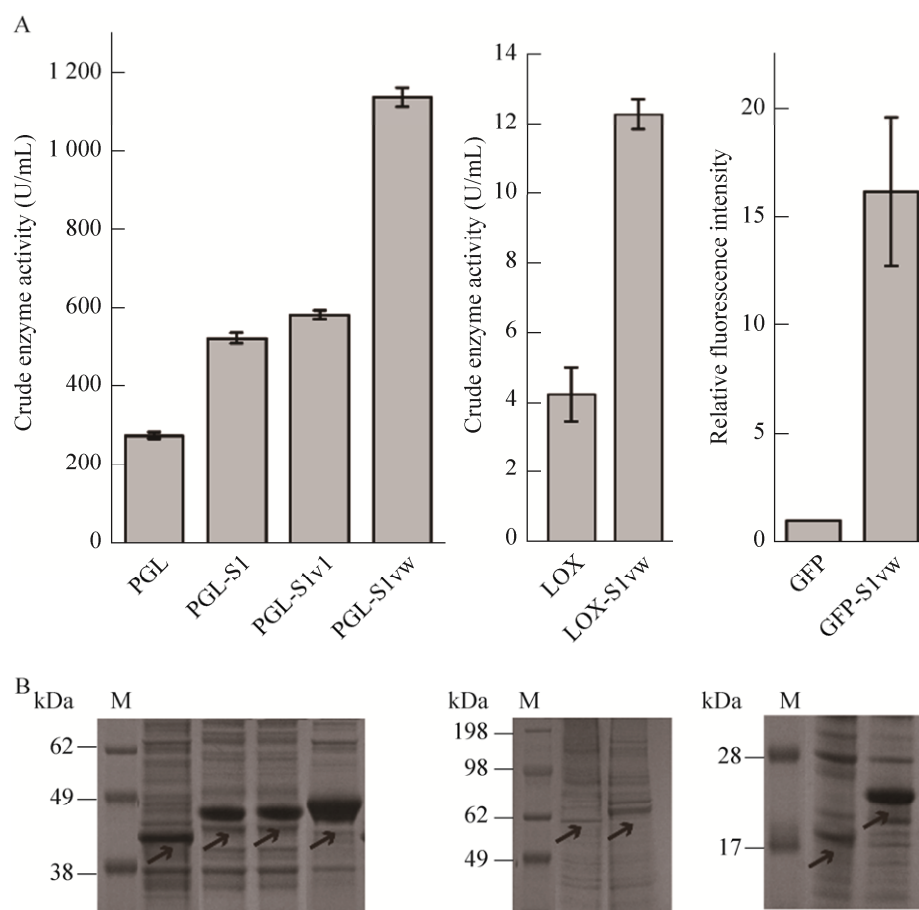 A
Crude enzyme activity (U/mL)
1 200
1 000
800
600
400
200
0
PGL
PGL-S1
PGL-S1v1
PGL-S1vw
Crude enzyme activity (U/mL)
14
12
10
8
6
4
2
0
LOX
LOX-S1vw
Relative fluorescence intensity
20
15
10
5
0
GFP
GFP-S1vw
B
kDa M
62
49
38
kDa M
198
98
62
49
kDa M
28
17